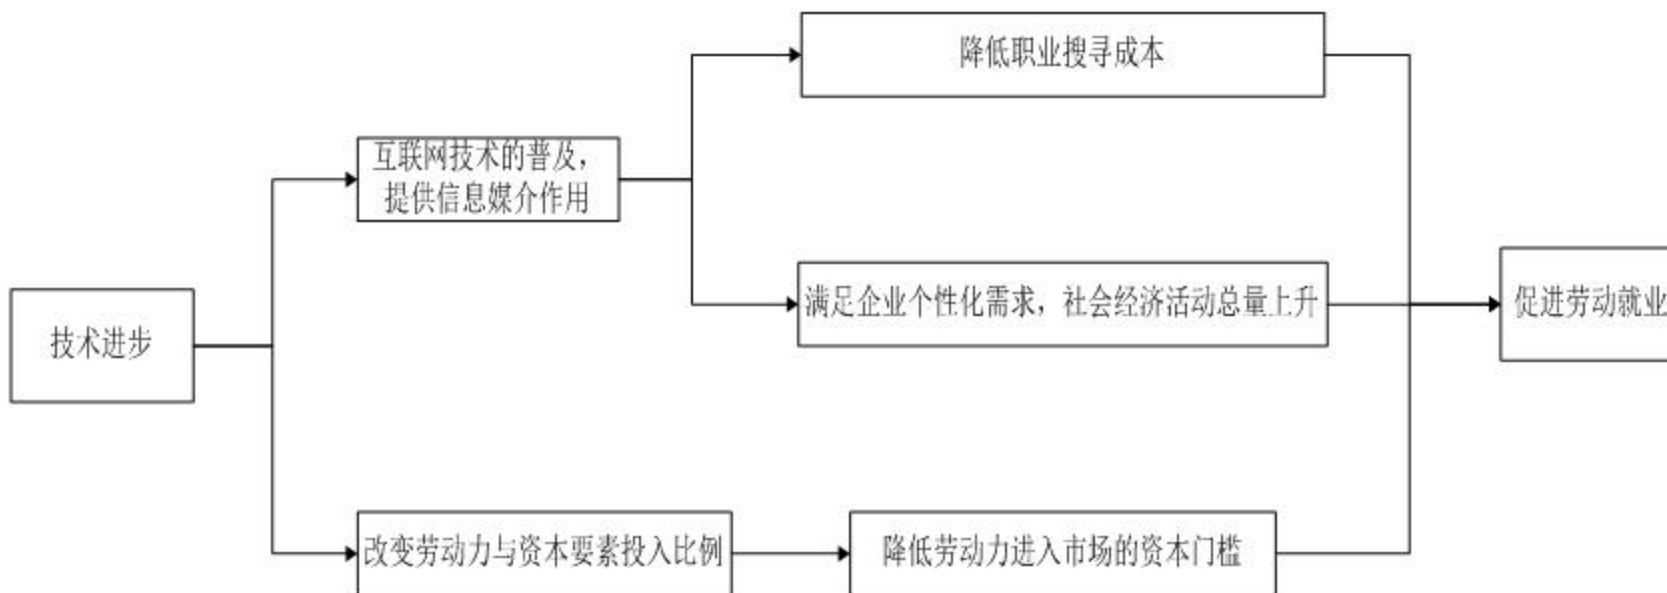 降低职业搜寻成本
互联网技术的普及，
提供信息媒介作用
满足企业个性化需求，社会经济活动总量上升
促进劳动就业
技术进步
改变劳动力与资本要素投入比例
降低劳动力进入市场的资本门槛